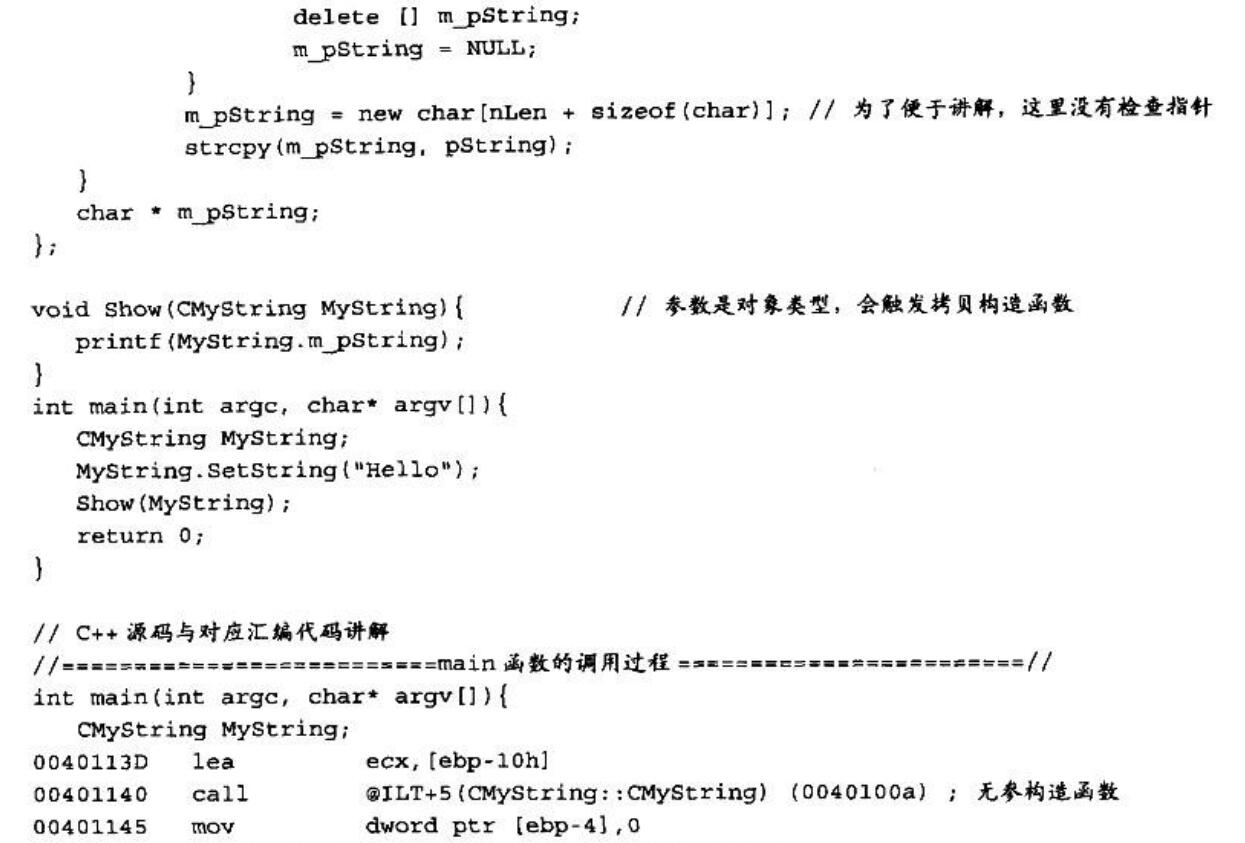 delete [] m_pString;
m_pString = NULL;
}
m_pString = new char[nLen + sizeof(char)]; // 为了便于讲解，这里没有检查指针
strcpy(m_pString, pString);
}
char * m_pString;
};
void Show(CMyString MyString){ // 参数是对象类型，会触发拷贝构造函数
printf(MyString.m_pString);
}
int main(int argc, char* argv[]){
CMyString MyString;
MyString.SetString("Hello");
Show(MyString);
return 0;
}
// C++ 源码与对应汇编代码讲解
//==========================main 函数的调用过程 ========================//
int main(int argc, char* argv[]){
CMyString MyString;
0040113D lea ecx,[ebp-10h]
00401140 call @ILT+5(CMyString::CMyString) (0040100a) ; 无参构造函数
00401145 mov dword ptr [ebp-4],0